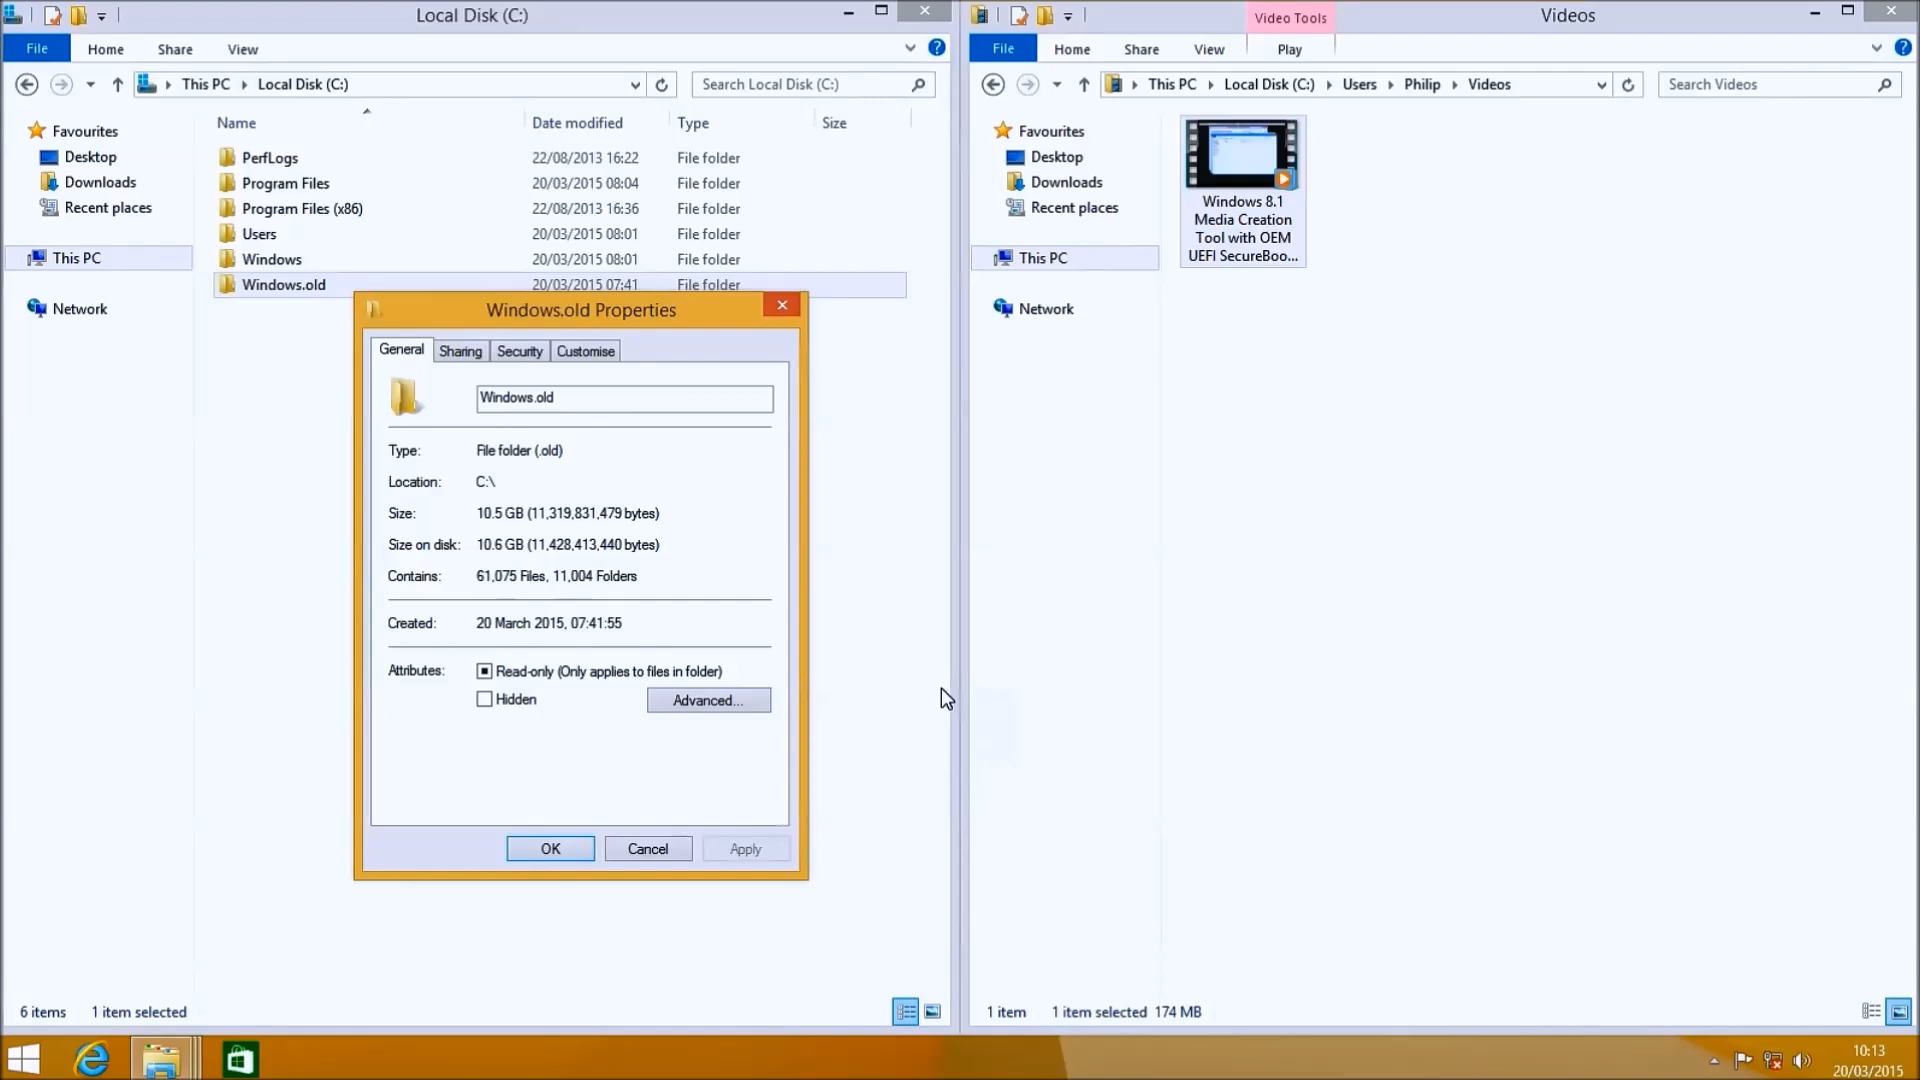 Local Disk (C:)
File Home Share View
This PC Local Disk (C:)
Search Local Disk (C:)
Favourites
Desktop
Downloads
Recent places
This PC
Network
Name Date modified Type Size
PerfLogs 22/08/2013 16:22 File folder
Program Files 20/03/2015 08:04 File folder
Program Files (x86) 22/08/2013 16:36 File folder
Users 20/03/2015 08:01 File folder
Windows 20/03/2015 08:01 File folder
Windows.old 20/03/2015 07:41 File folder
Windows.old Properties
General Sharing Security Customise
Windows.old
Type: File folder (.old)
Location: C:\
Size: 10.5 GB (11,319,831,479 bytes)
Size on disk: 10.6 GB (11,428,413,440 bytes)
Contains: 61,075 Files, 11,004 Folders
Created: 20 March 2015, 07:41:55
Attributes: Read-only (Only applies to files in folder)
Hidden Advanced...
OK Cancel Apply
6 items 1 item selected
Video Tools Videos
File Home Share View Play
This PC Local Disk (C:) Users Philip Videos
Search Videos
Favourites
Desktop
Downloads
Recent places
This PC
Network
Windows 8.1
Media Creation
Tool with OEM
UEFI SecureBoo...
1 item 1 item selected 174 MB
10:13
20/03/2015